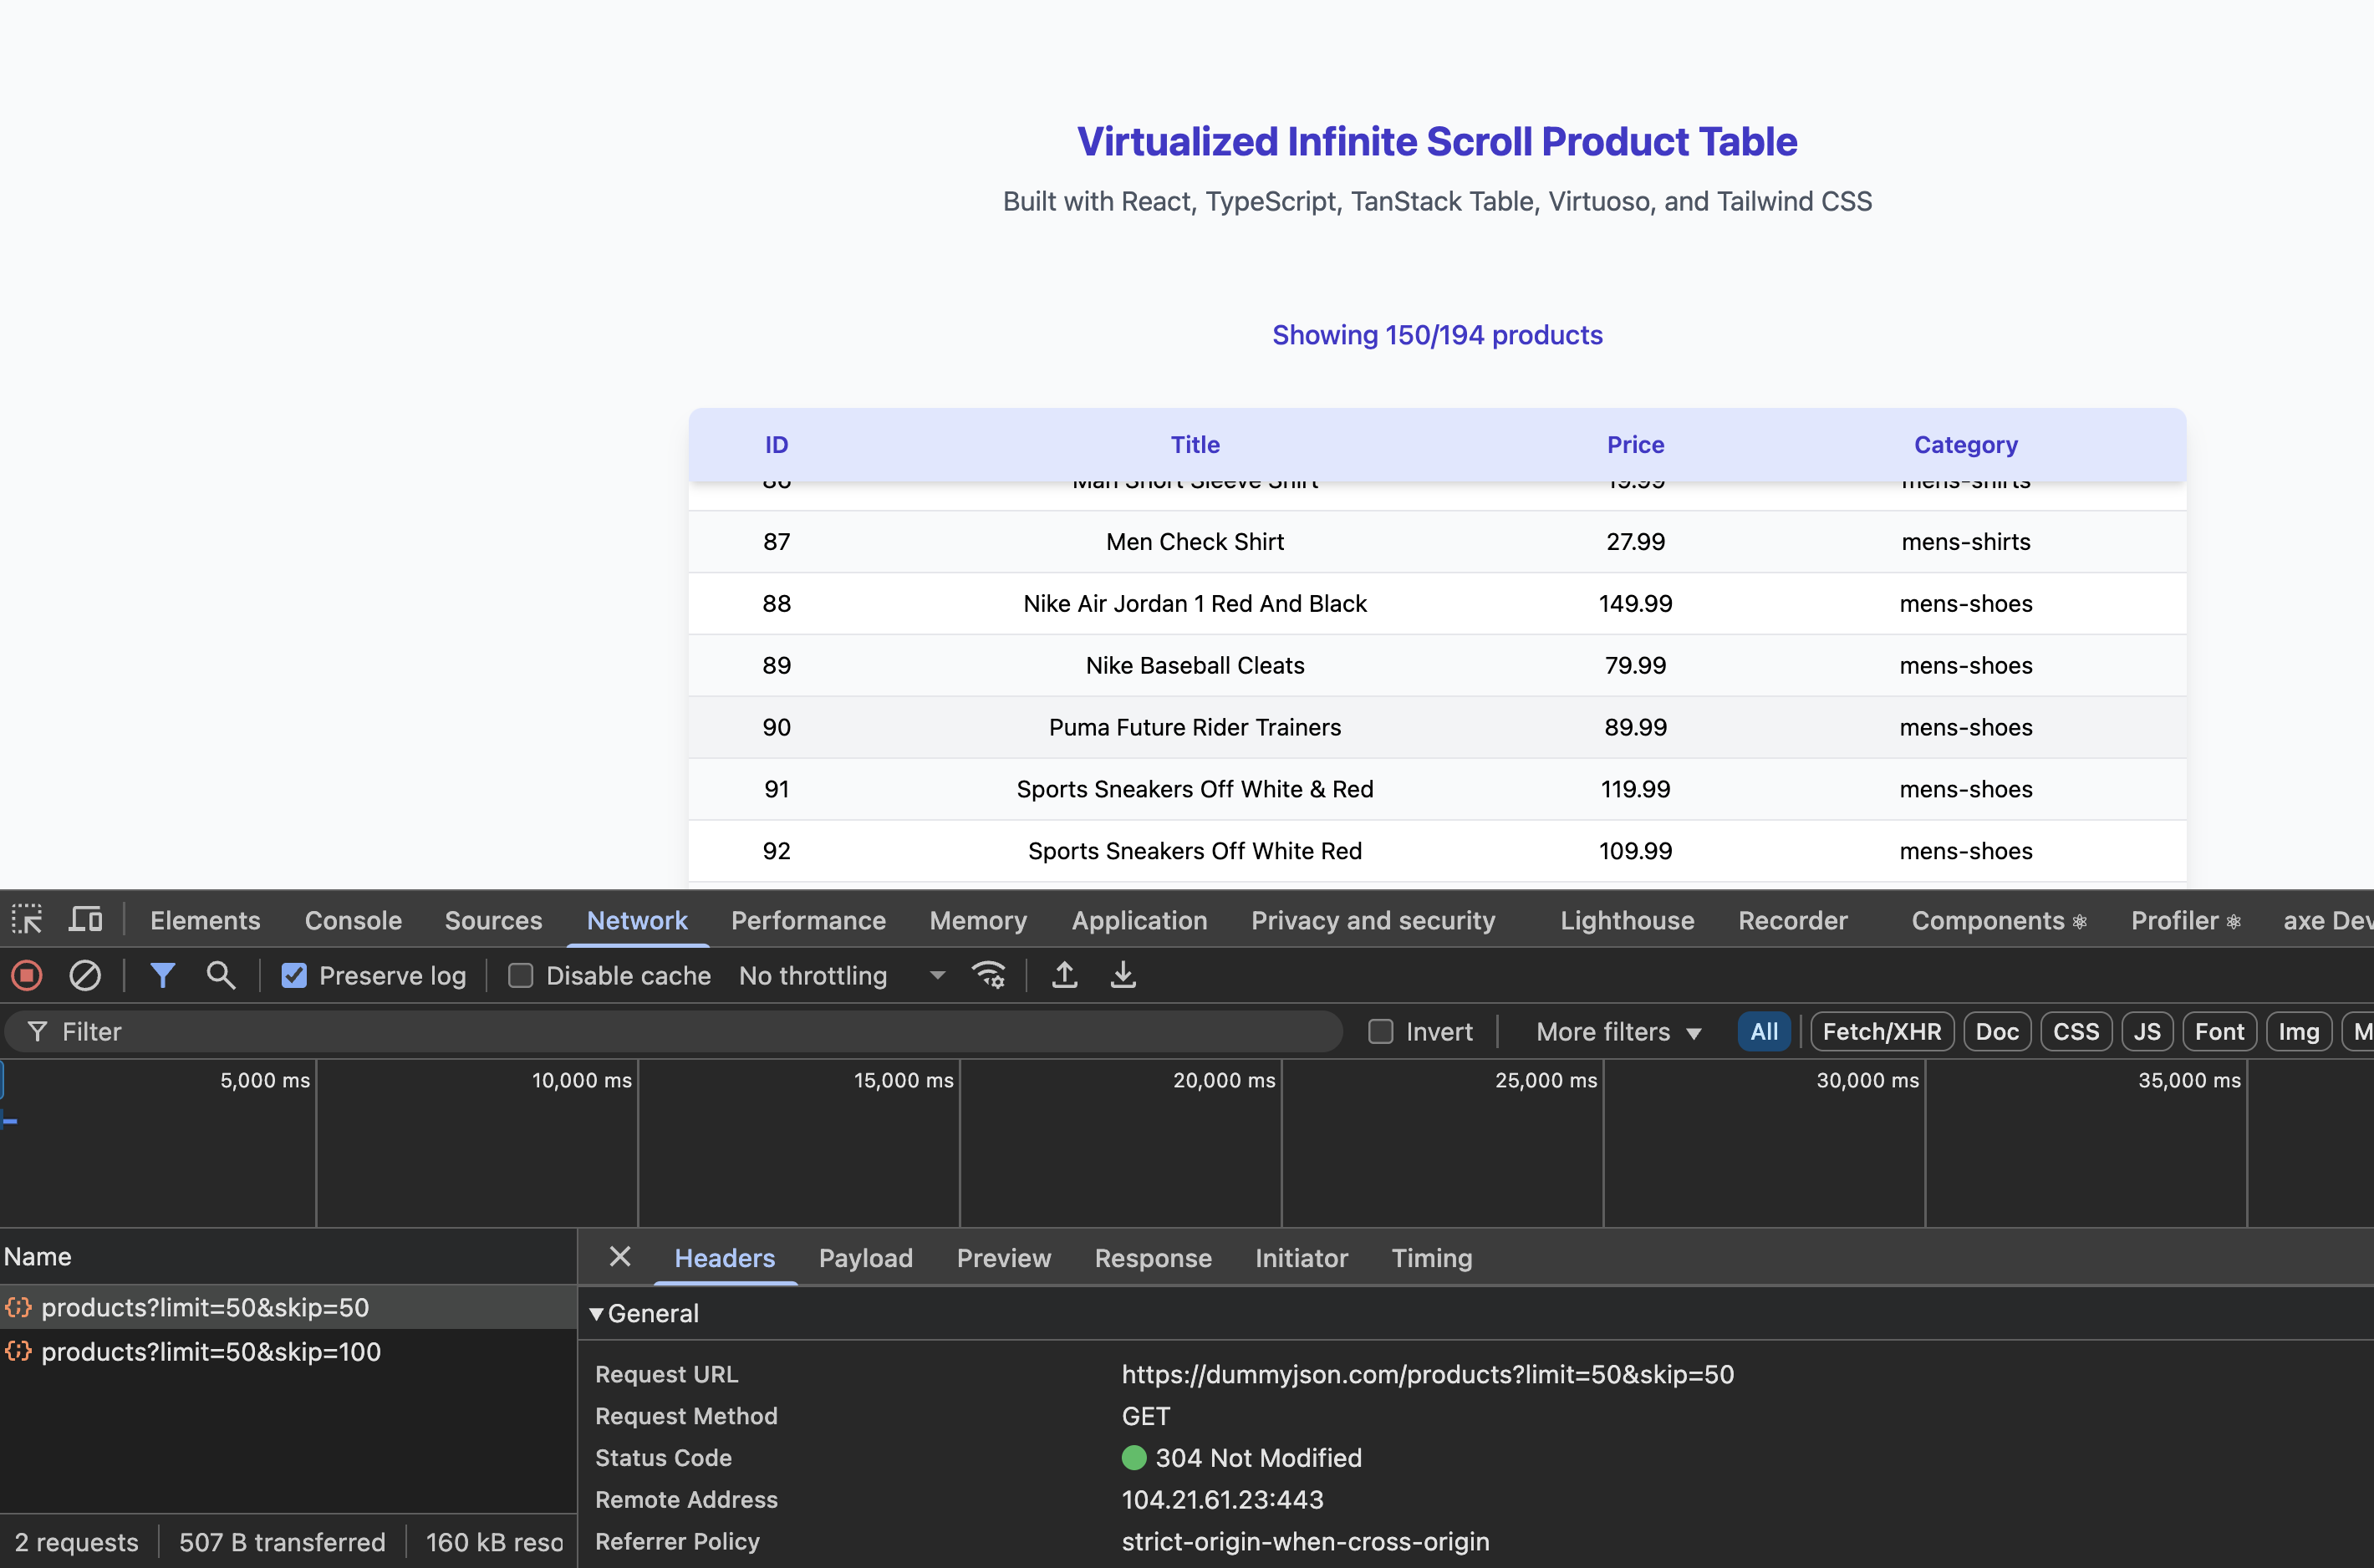 Virtualized Infinite Scroll Product Table
Built with React, TypeScript, TanStack Table, Virtuoso, and Tailwind CSS
Showing 150/194 products
ID Title Price Category
86 Man Short Sleeve Shirt 19.99 mens-shirts
87 Men Check Shirt 27.99 mens-shirts
88 Nike Air Jordan 1 Red And Black 149.99 mens-shoes
89 Nike Baseball Cleats 79.99 mens-shoes
90 Puma Future Rider Trainers 89.99 mens-shoes
91 Sports Sneakers Off White & Red 119.99 mens-shoes
92 Sports Sneakers Off White Red 109.99 mens-shoes
Elements Console Sources Network Performance Memory Application Privacy and security Lighthouse Recorder Components ⚛ Profiler ⚛ axe Dev
Preserve log Disable cache No throttling
Filter Invert More filters All Fetch/XHR Doc CSS JS Font Img M
5,000 ms 10,000 ms 15,000 ms 20,000 ms 25,000 ms 30,000 ms 35,000 ms
Name
products?limit=50&skip=50
products?limit=50&skip=100
2 requests 507 B transferred 160 kB reso
Headers Payload Preview Response Initiator Timing
General
Request URL https://dummyjson.com/products?limit=50&skip=50
Request Method GET
Status Code 304 Not Modified
Remote Address 104.21.61.23:443
Referrer Policy strict-origin-when-cross-origin